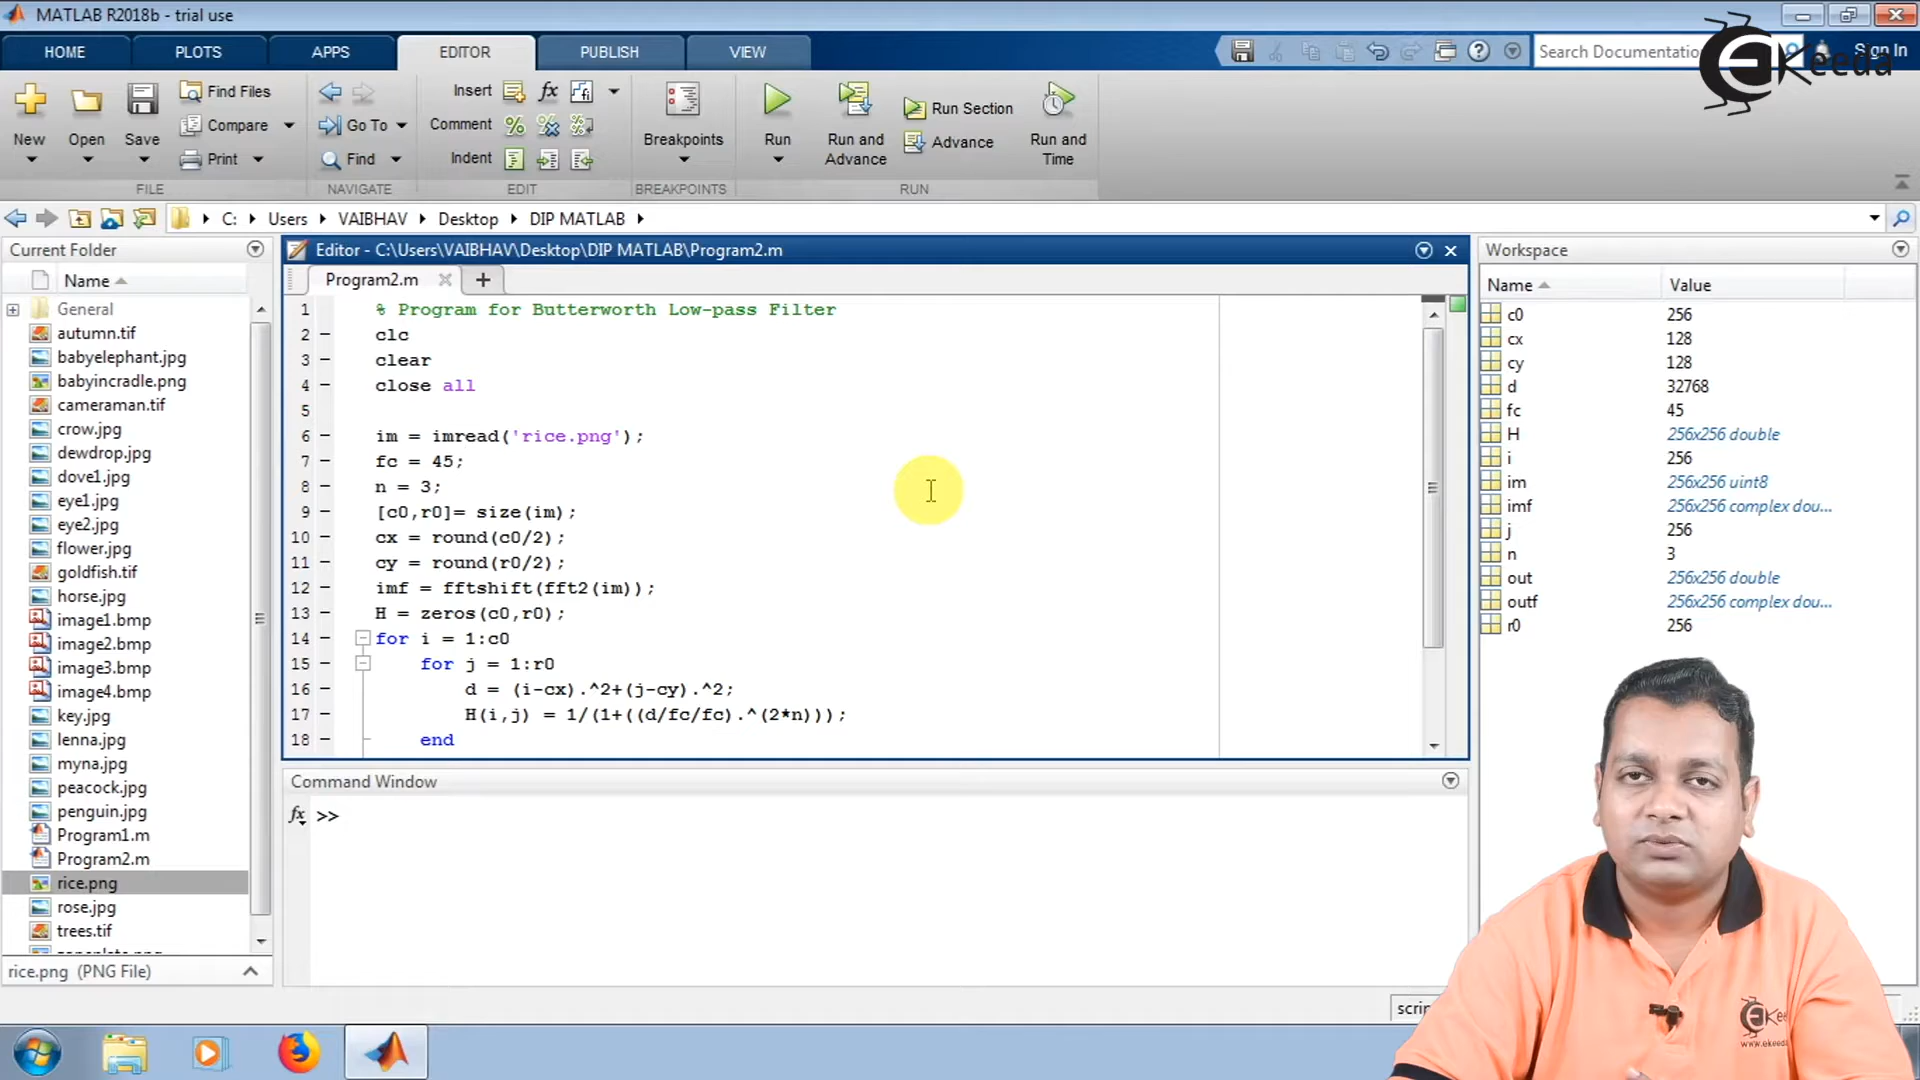 MATLAB R2018b - trial use
HOME
PLOTS
APPS
EDITOR
PUBLISH
VIEW
Search Documentation
Sign In
eKeeda
New
Open
Save
Find Files
Compare
Print
Go To
Find
Insert
fx
Comment
Indent
Breakpoints
Run
Run and
Advance
Run Section
Advance
Run and
Time
FILE
NAVIGATE
EDIT
BREAKPOINTS
RUN
C:
Users
VAIBHAV
Desktop
DIP MATLAB
Current Folder
Name
General
autumn.tif
babyelephant.jpg
babyincradle.png
cameraman.tif
crow.jpg
dewdrop.jpg
dove1.jpg
eye1.jpg
eye2.jpg
flower.jpg
goldfish.tif
horse.jpg
image1.bmp
image2.bmp
image3.bmp
image4.bmp
key.jpg
lenna.jpg
myna.jpg
peacock.jpg
penguin.jpg
Program1.m
Program2.m
rice.png
rose.jpg
trees.tif
rice.png (PNG File)
Editor - C:\Users\VAIBHAV\Desktop\DIP MATLAB\Program2.m
Program2.m
1 % Program for Butterworth Low-pass Filter
2 clc
3 clear
4 close all
5
6 im = imread('rice.png');
7 fc = 45;
8 n = 3;
9 [c0,r0]= size(im);
10 cx = round(c0/2);
11 cy = round(r0/2);
12 imf = fftshift(fft2(im));
13 H = zeros(c0,r0);
14 for i = 1:c0
15 for j = 1:r0
16 d = (i-cx).^2+(j-cy).^2;
17 H(i,j) = 1/(1+((d/fc/fc).^(2*n)));
18 end
Command Window
fx >>
Workspace
Name Value
c0 256
cx 128
cy 128
d 32768
fc 45
H 256x256 double
i 256
im 256x256 uint8
imf 256x256 complex dou...
j 256
n 3
out 256x256 double
outf 256x256 complex dou...
r0 256